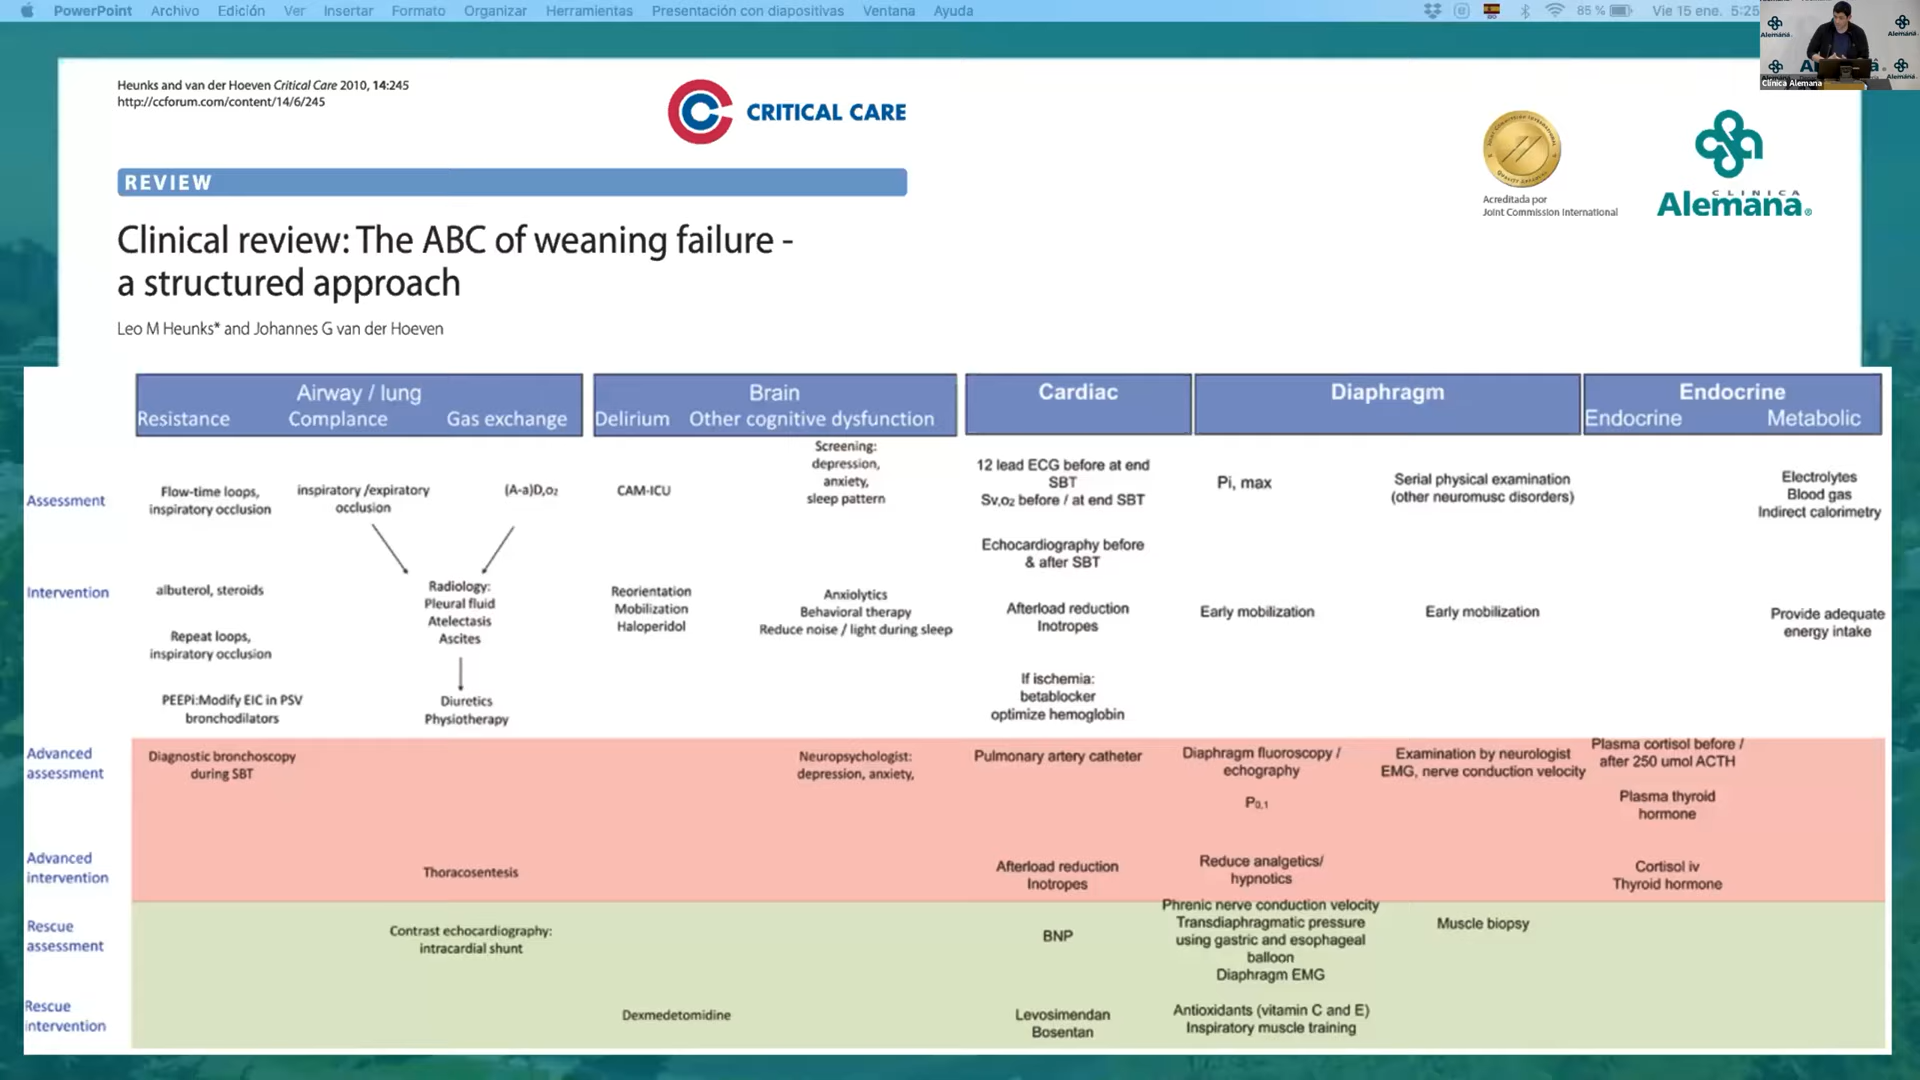 PowerPoint Archivo Edición Ver Insertar Formato Organizar Herramientas Presentación con diapositivas Ventana Ayuda 85 % Vie 15 ene. 5:25
Alemana
Alemana
Clínica Alemana
Heunks and van der Hoeven Critical Care 2010, 14:245
http://ccforum.com/content/14/6/245
CRITICAL CARE
Acreditada por
Joint Commission International
CLINICA
Alemana®
REVIEW
Clinical review: The ABC of weaning failure -
a structured approach
Leo M Heunks* and Johannes G van der Hoeven
Airway / lung
Resistance Compliance Gas exchange
Brain
Delirium Other cognitive dysfunction
Cardiac
Diaphragm
Endocrine
Endocrine Metabolic
Assessment
Flow-time loops,
inspiratory occlusion
inspiratory /expiratory
occlusion
(A-a)D,o₂
CAM-ICU
Screening:
depression,
anxiety,
sleep pattern
12 lead ECG before at end
SBT
Sv,o₂ before / at end SBT
Echocardiography before
& after SBT
Pi, max
Serial physical examination
(other neuromusc disorders)
Electrolytes
Blood gas
Indirect calorimetry
Intervention
albuterol, steroids
Repeat loops,
inspiratory occlusion
PEEPi:Modify EIC in PSV
bronchodilators
Radiology:
Pleural fluid
Atelectasis
Ascites
Diuretics
Physiotherapy
Reorientation
Mobilization
Haloperidol
Anxiolytics
Behavioral therapy
Reduce noise / light during sleep
Afterload reduction
Inotropes
If ischemia:
betablocker
optimize hemoglobin
Early mobilization
Early mobilization
Provide adequate
energy intake
Advanced
assessment
Diagnostic bronchoscopy
during SBT
Neuropsychologist:
depression, anxiety,
Pulmonary artery catheter
Diaphragm fluoroscopy /
echography
P₀,₁
Examination by neurologist
EMG, nerve conduction velocity
Plasma cortisol before /
after 250 umol ACTH
Plasma thyroid
hormone
Advanced
intervention
Thoracosentesis
Afterload reduction
Inotropes
Reduce analgetics/
hypnotics
Cortisol iv
Thyroid hormone
Rescue
assessment
Contrast echocardiography:
intracardial shunt
BNP
Phrenic nerve conduction velocity
Transdiaphragmatic pressure
using gastric and esophageal
balloon
Diaphragm EMG
Muscle biopsy
Rescue
intervention
Dexmedetomidine
Levosimendan
Bosentan
Antioxidants (vitamin C and E)
Inspiratory muscle training